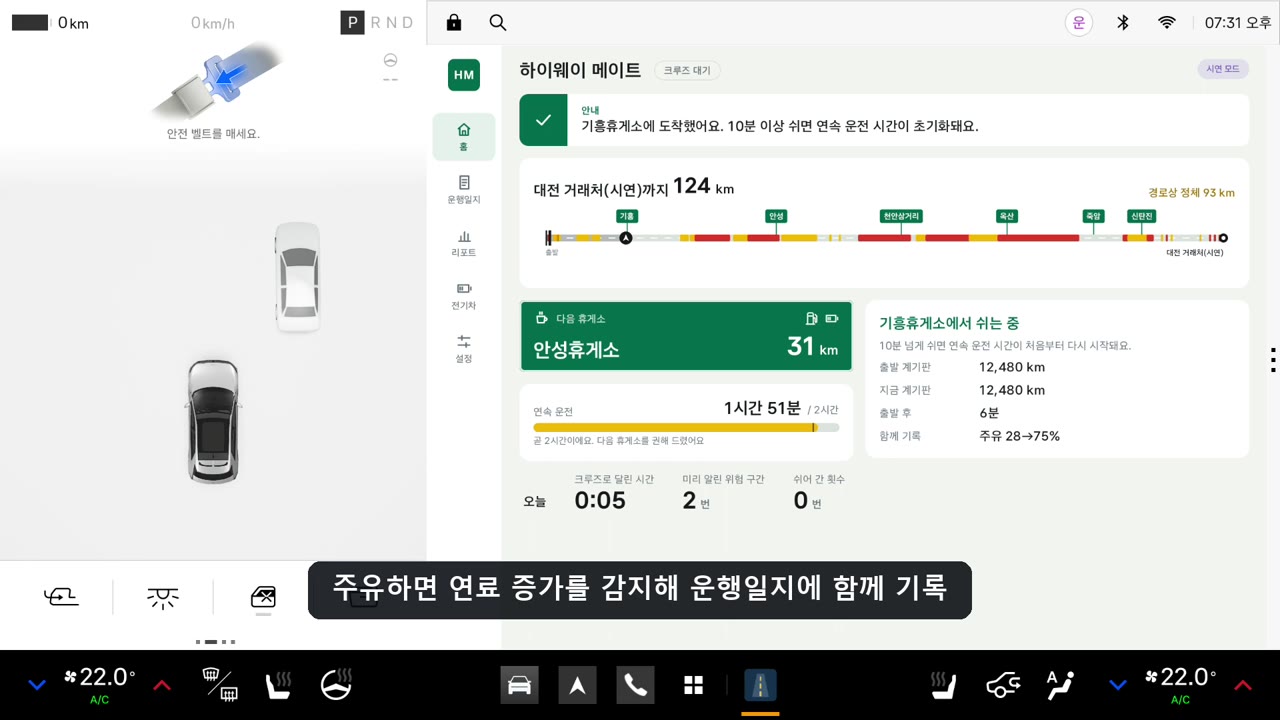 0 km
0 km/h
P R N D
운
07:31 오후
안전 벨트를 매세요.
HM
홈
운행일지
리포트
전기차
설정
하이웨이 메이트
크루즈 대기
시연 모드
안내
기흥휴게소에 도착했어요. 10분 이상 쉬면 연속 운전 시간이 초기화돼요.
대전 거래처(시연)까지 124 km
경로상 정체 93 km
기흥 안성 천안삼거리 옥산 죽암 신탄진
출발
대전 거래처(시연)
다음 휴게소
안성휴게소
31 km
기흥휴게소에서 쉬는 중
10분 넘게 쉬면 연속 운전 시간이 처음부터 다시 시작돼요.
출발 계기판 12,480 km
지금 계기판 12,480 km
출발 후 6분
함께 기록 주유 28→75%
연속 운전
1시간 51분 / 2시간
곧 2시간이에요. 다음 휴게소를 권해 드렸어요
오늘
크루즈로 달린 시간
0:05
미리 알린 위험 구간
2 번
쉬어 간 횟수
0 번
주유하면 연료 증가를 감지해 운행일지에 함께 기록
22.0°
A/C
A
22.0°
A/C